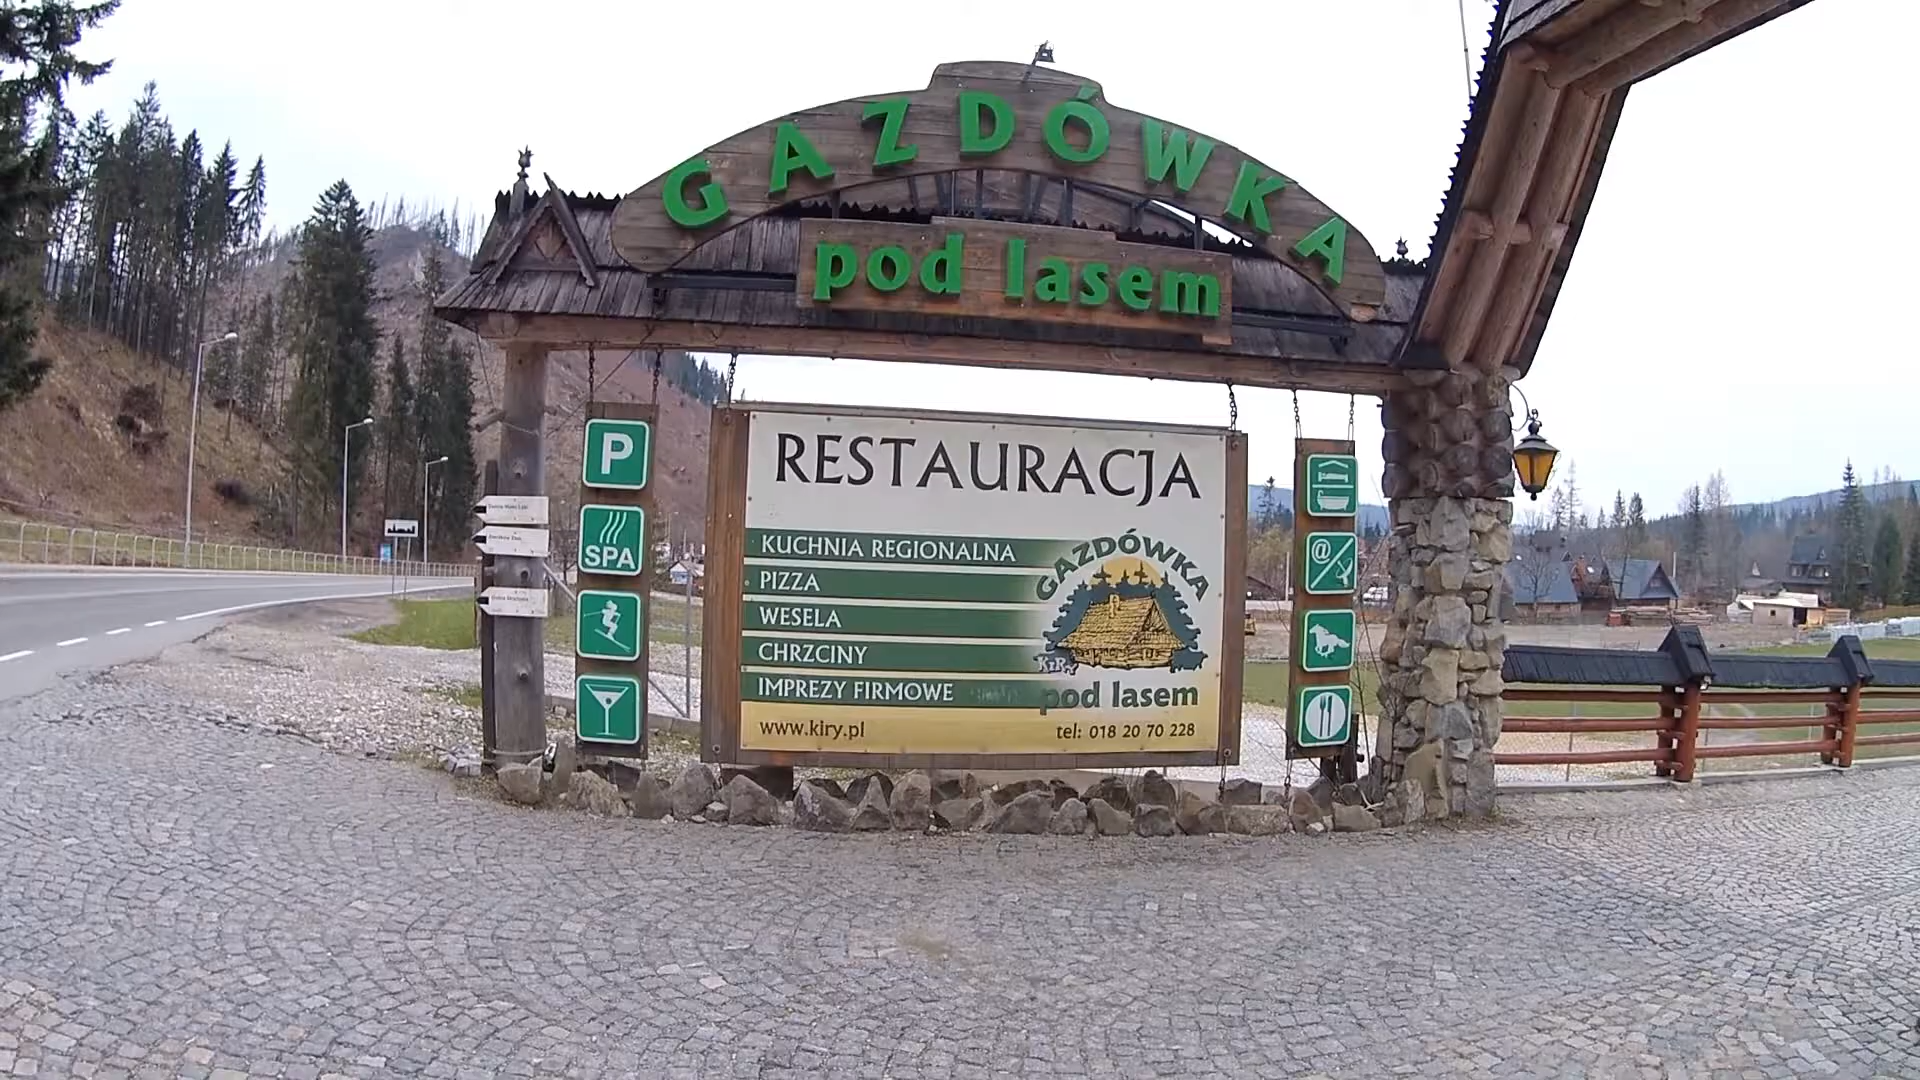 GAZDÓWKA
pod lasem
P
SPA
RESTAURACJA
KUCHNIA REGIONALNA
PIZZA
WESELA
CHRZCINY
IMPREZY FIRMOWE
www.kiry.pl
GAZDÓWKA
KIRY
pod lasem
tel: 018 20 70 228
@